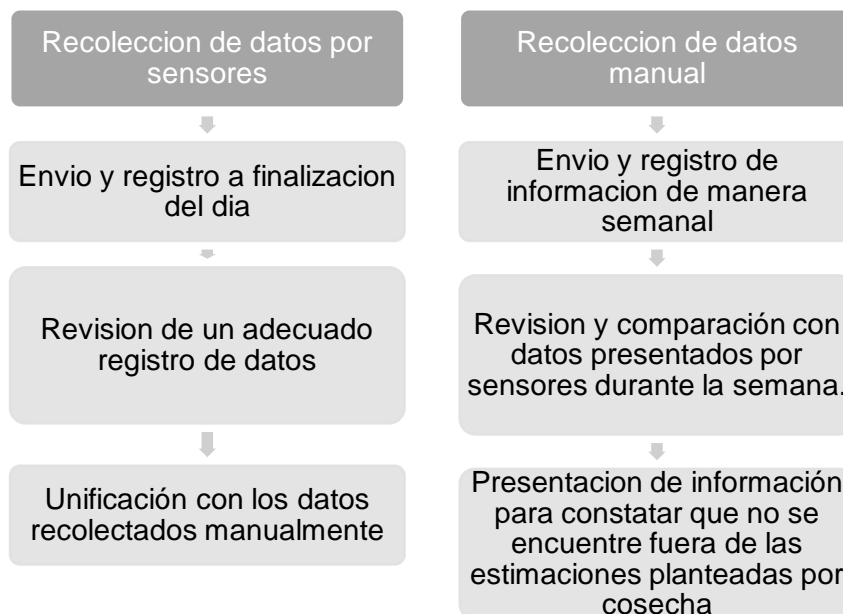 Recoleccion de datos por
sensores
Envio y registro a finalizacion
del dia
Revision de un adecuado
registro de datos
Unificación con los datos
recolectados manualmente
Recoleccion de datos
manual
Envio y registro de
informacion de manera
semanal
Revision y comparación con
datos presentados por
sensores durante la semana.
Presentacion de información
para constatar que no se
encuentre fuera de las
estimaciones planteadas por
cosecha